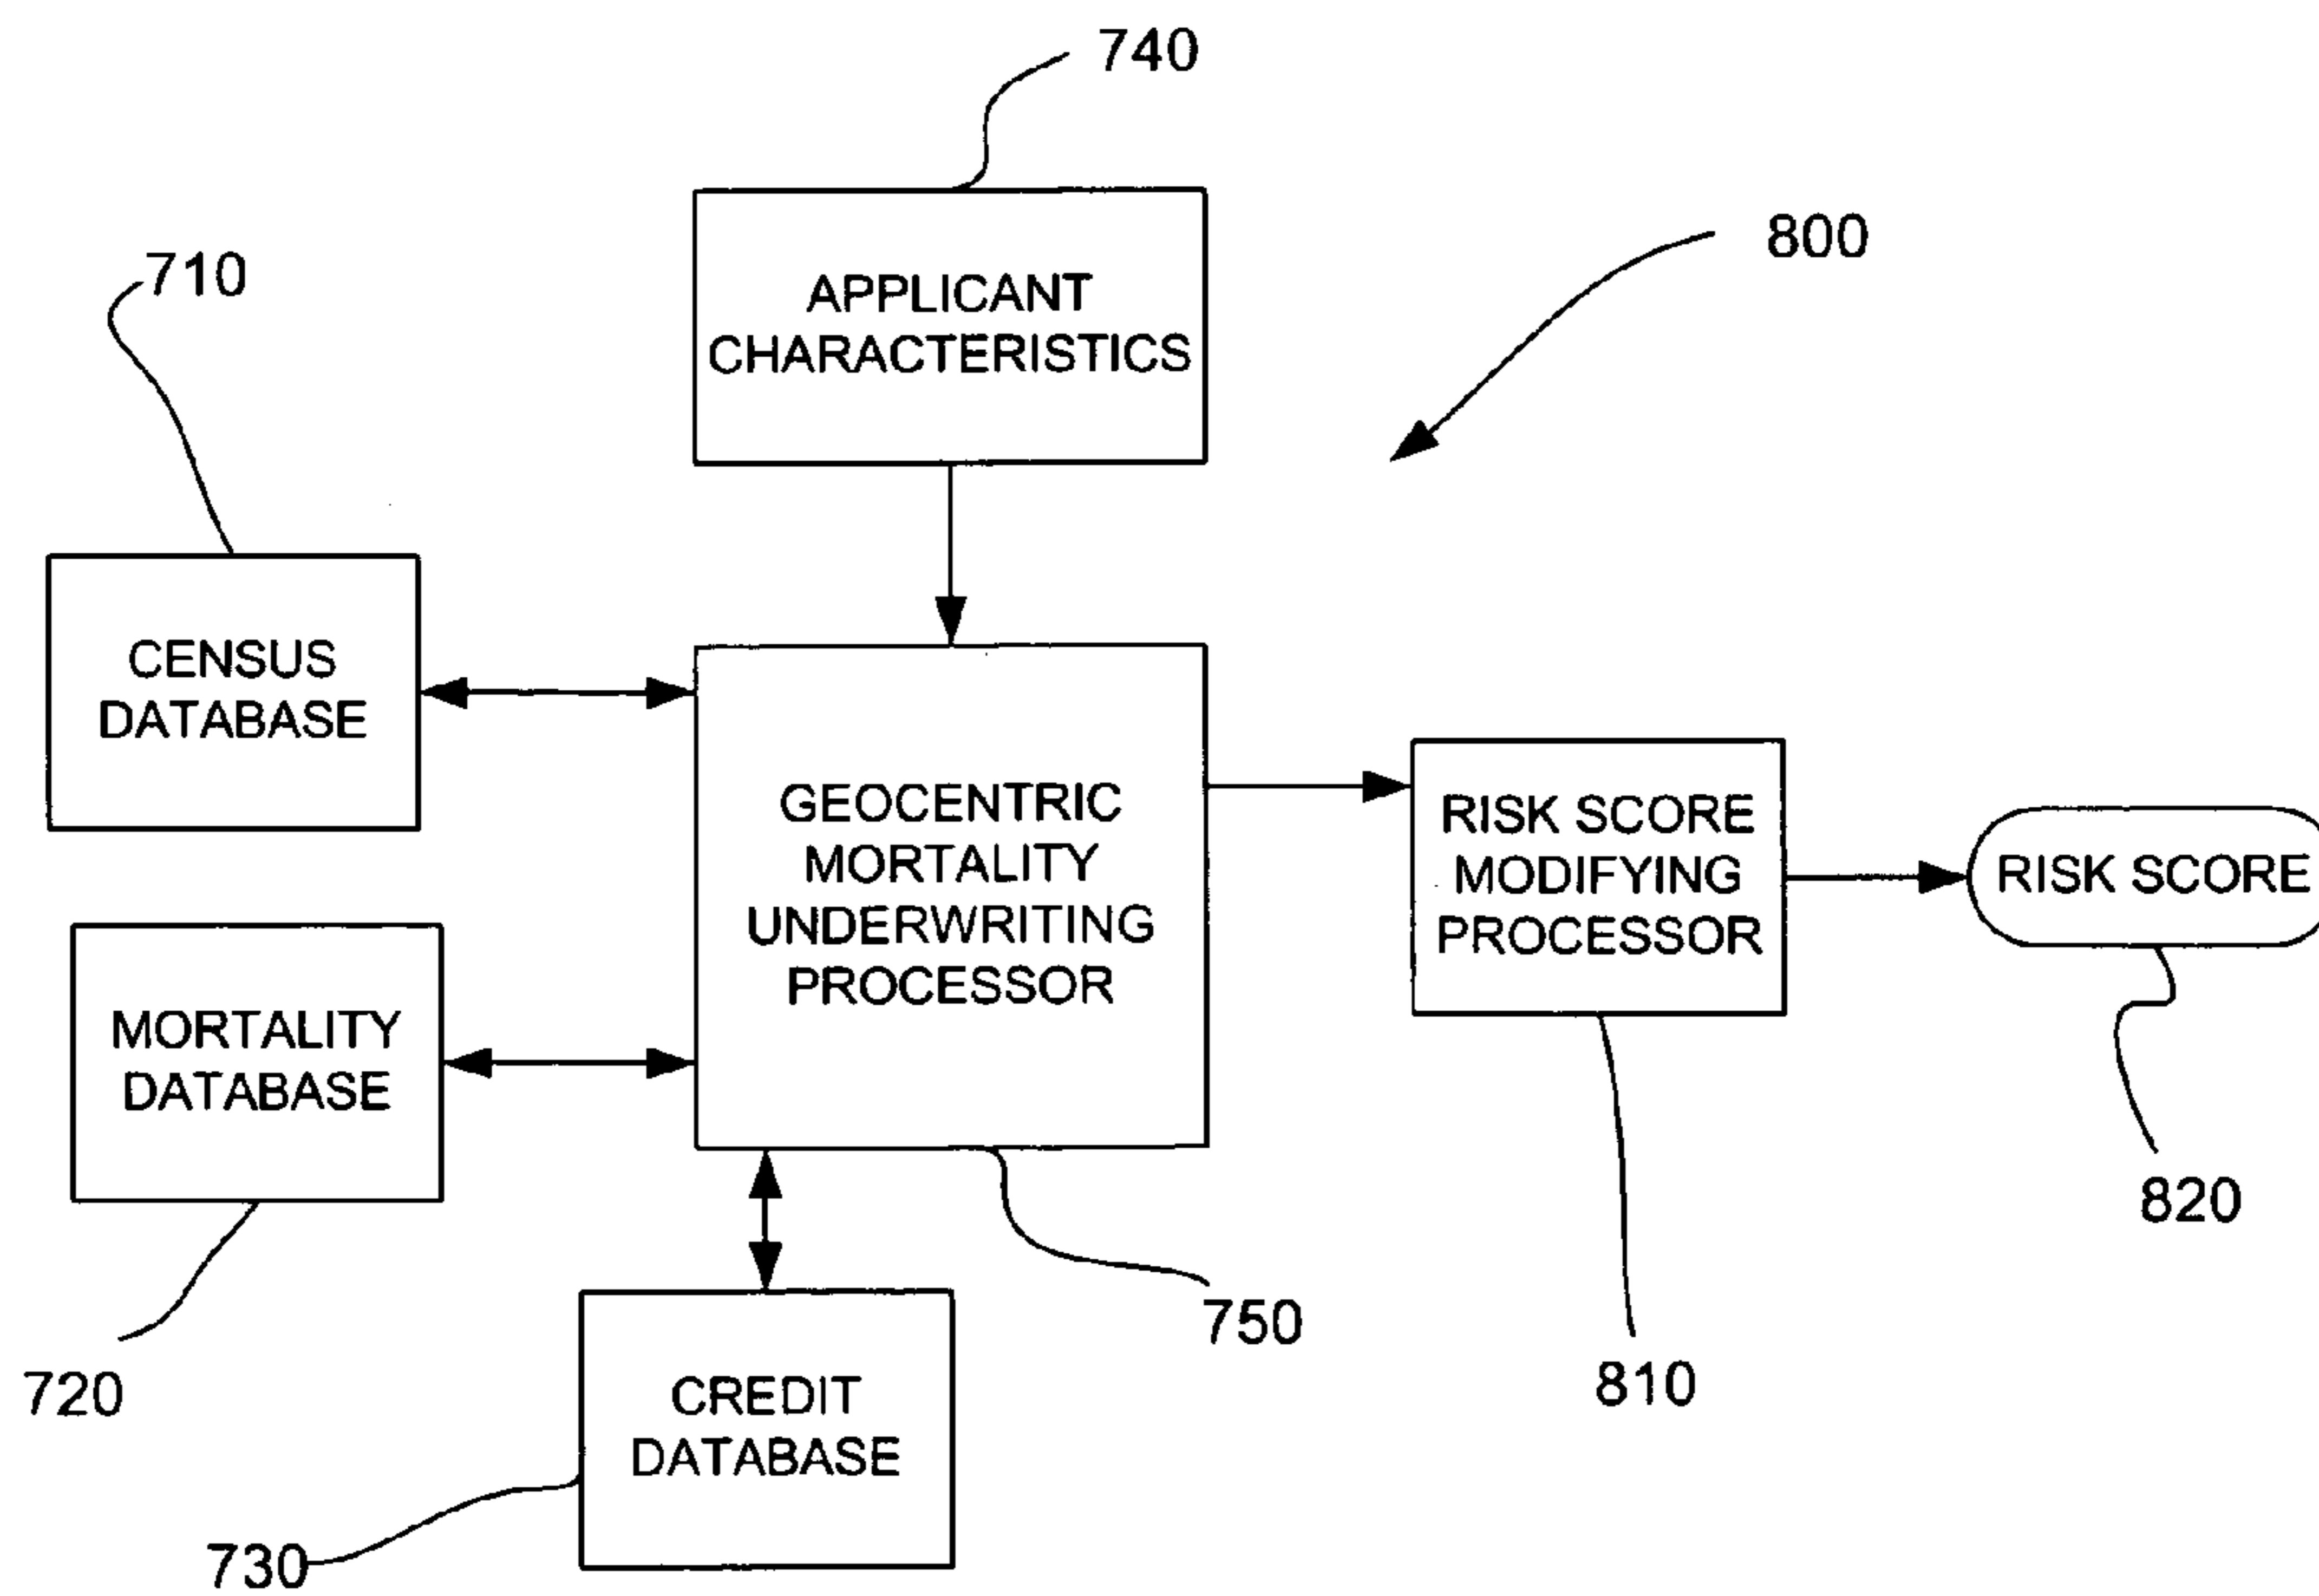 740
800
710
APPLICANT
CHARACTERISTICS
CENSUS
DATABASE
GEOCENTRIC
MORTALITY
UNDERWRITING
PROCESSOR
RISK SCORE
MODIFYING
PROCESSOR
RISK SCORE
MORTALITY
DATABASE
820
750
720
CREDIT
DATABASE
810
730